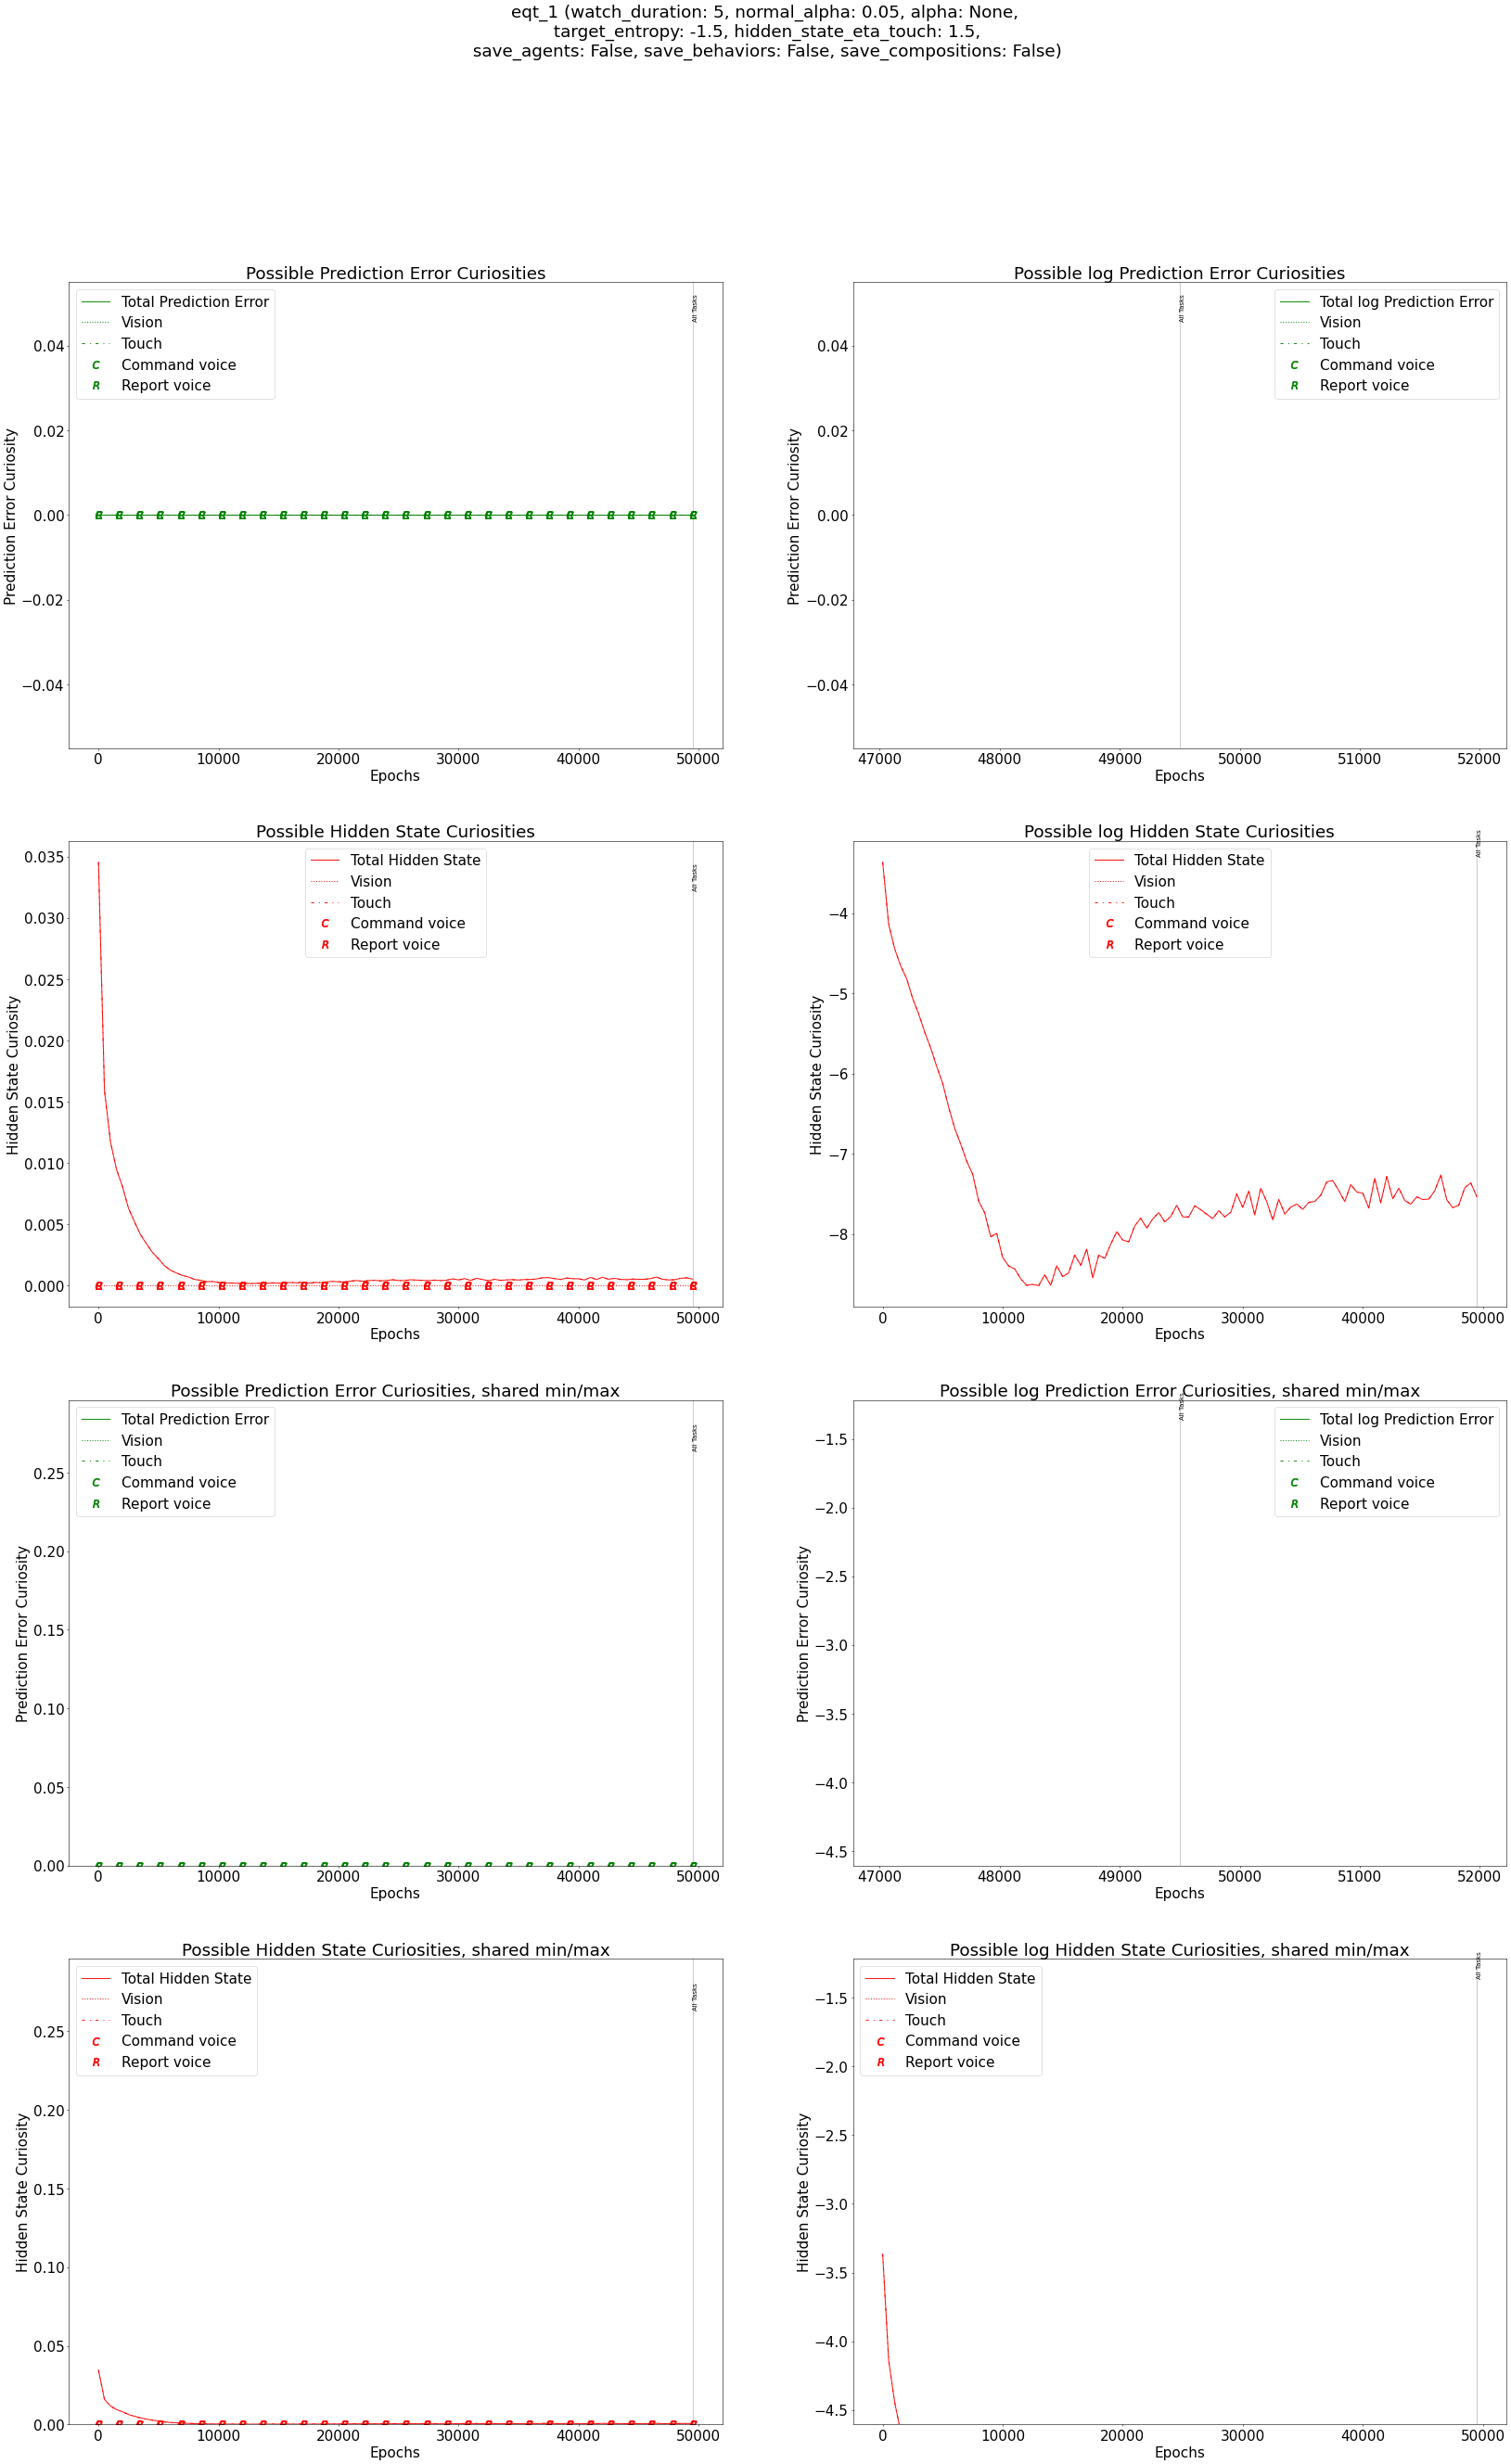 eqt_1 (watch_duration: 5, normal_alpha: 0.05, alpha: None,
target_entropy: -1.5, hidden_state_eta_touch: 1.5,
save_agents: False, save_behaviors: False, save_compositions: False)
Possible Prediction Error Curiosities
Total Prediction Error
Vision
Touch
C Command voice
R Report voice
All Tasks
0.04
0.02
0.00
−0.02
−0.04
Prediction Error Curiosity
0 10000 20000 30000 40000 50000
Epochs
Possible log Prediction Error Curiosities
Total log Prediction Error
Vision
Touch
C Command voice
R Report voice
All Tasks
0.04
0.02
0.00
−0.02
−0.04
Prediction Error Curiosity
47000 48000 49000 50000 51000 52000
Epochs
Possible Hidden State Curiosities
Total Hidden State
Vision
Touch
C Command voice
R Report voice
All Tasks
0.035
0.030
0.025
0.020
0.015
0.010
0.005
0.000
Hidden State Curiosity
0 10000 20000 30000 40000 50000
Epochs
Possible log Hidden State Curiosities
Total Hidden State
Vision
Touch
C Command voice
R Report voice
All Tasks
−4
−5
−6
−7
−8
Hidden State Curiosity
0 10000 20000 30000 40000 50000
Epochs
Possible Prediction Error Curiosities, shared min/max
Total Prediction Error
Vision
Touch
C Command voice
R Report voice
All Tasks
0.25
0.20
0.15
0.10
0.05
0.00
Prediction Error Curiosity
0 10000 20000 30000 40000 50000
Epochs
Possible log Prediction Error Curiosities, shared min/max
Total log Prediction Error
Vision
Touch
C Command voice
R Report voice
All Tasks
−1.5
−2.0
−2.5
−3.0
−3.5
−4.0
−4.5
Prediction Error Curiosity
47000 48000 49000 50000 51000 52000
Epochs
Possible Hidden State Curiosities, shared min/max
Total Hidden State
Vision
Touch
C Command voice
R Report voice
All Tasks
0.25
0.20
0.15
0.10
0.05
0.00
Hidden State Curiosity
0 10000 20000 30000 40000 50000
Epochs
Possible log Hidden State Curiosities, shared min/max
Total Hidden State
Vision
Touch
C Command voice
R Report voice
All Tasks
−1.5
−2.0
−2.5
−3.0
−3.5
−4.0
−4.5
Hidden State Curiosity
0 10000 20000 30000 40000 50000
Epochs